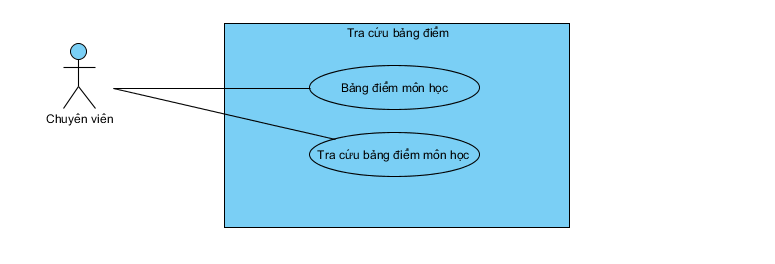 Tra cứu bảng điểm
Bảng điểm môn học
Chuyên viên
Tra cứu bảng điểm môn học